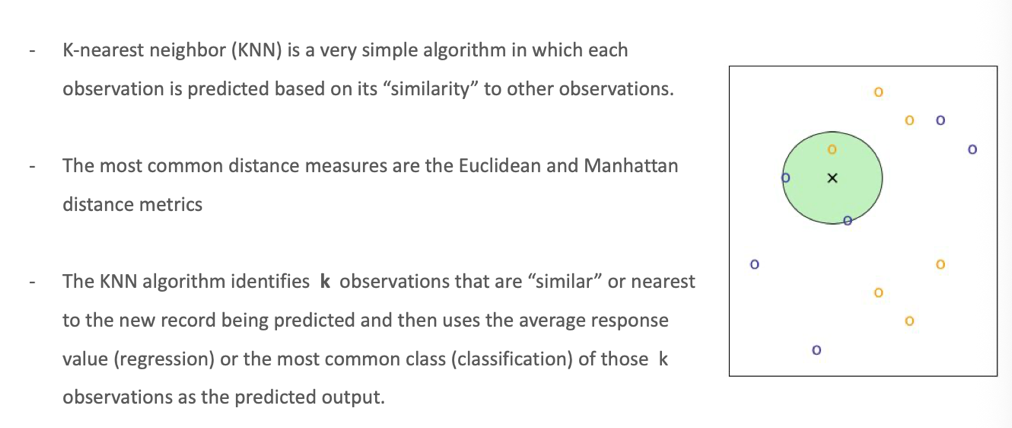 - K-nearest neighbor (KNN) is a very simple algorithm in which each
observation is predicted based on its “similarity” to other observations.
- The most common distance measures are the Euclidean and Manhattan
distance metrics
- The KNN algorithm identifies k observations that are “similar” or nearest
to the new record being predicted and then uses the average response
value (regression) or the most common class (classification) of those k
observations as the predicted output.